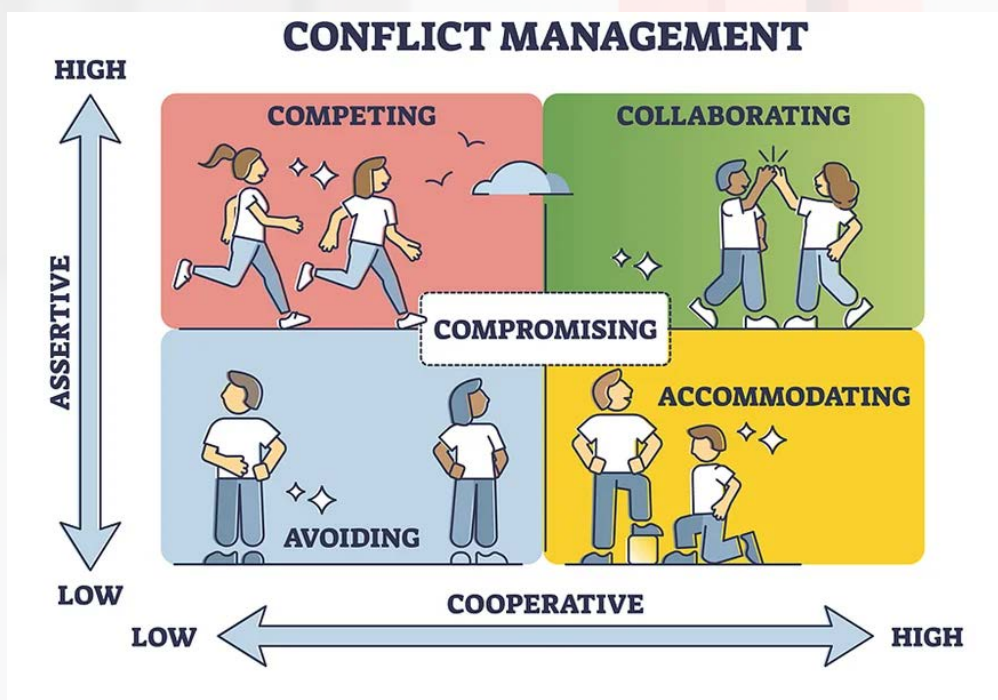 CONFLICT MANAGEMENT
HIGH
COMPETING
COLLABORATING
ASSERTIVE
COMPROMISING
ACCOMMODATING
AVOIDING
LOW
COOPERATIVE
LOW
HIGH